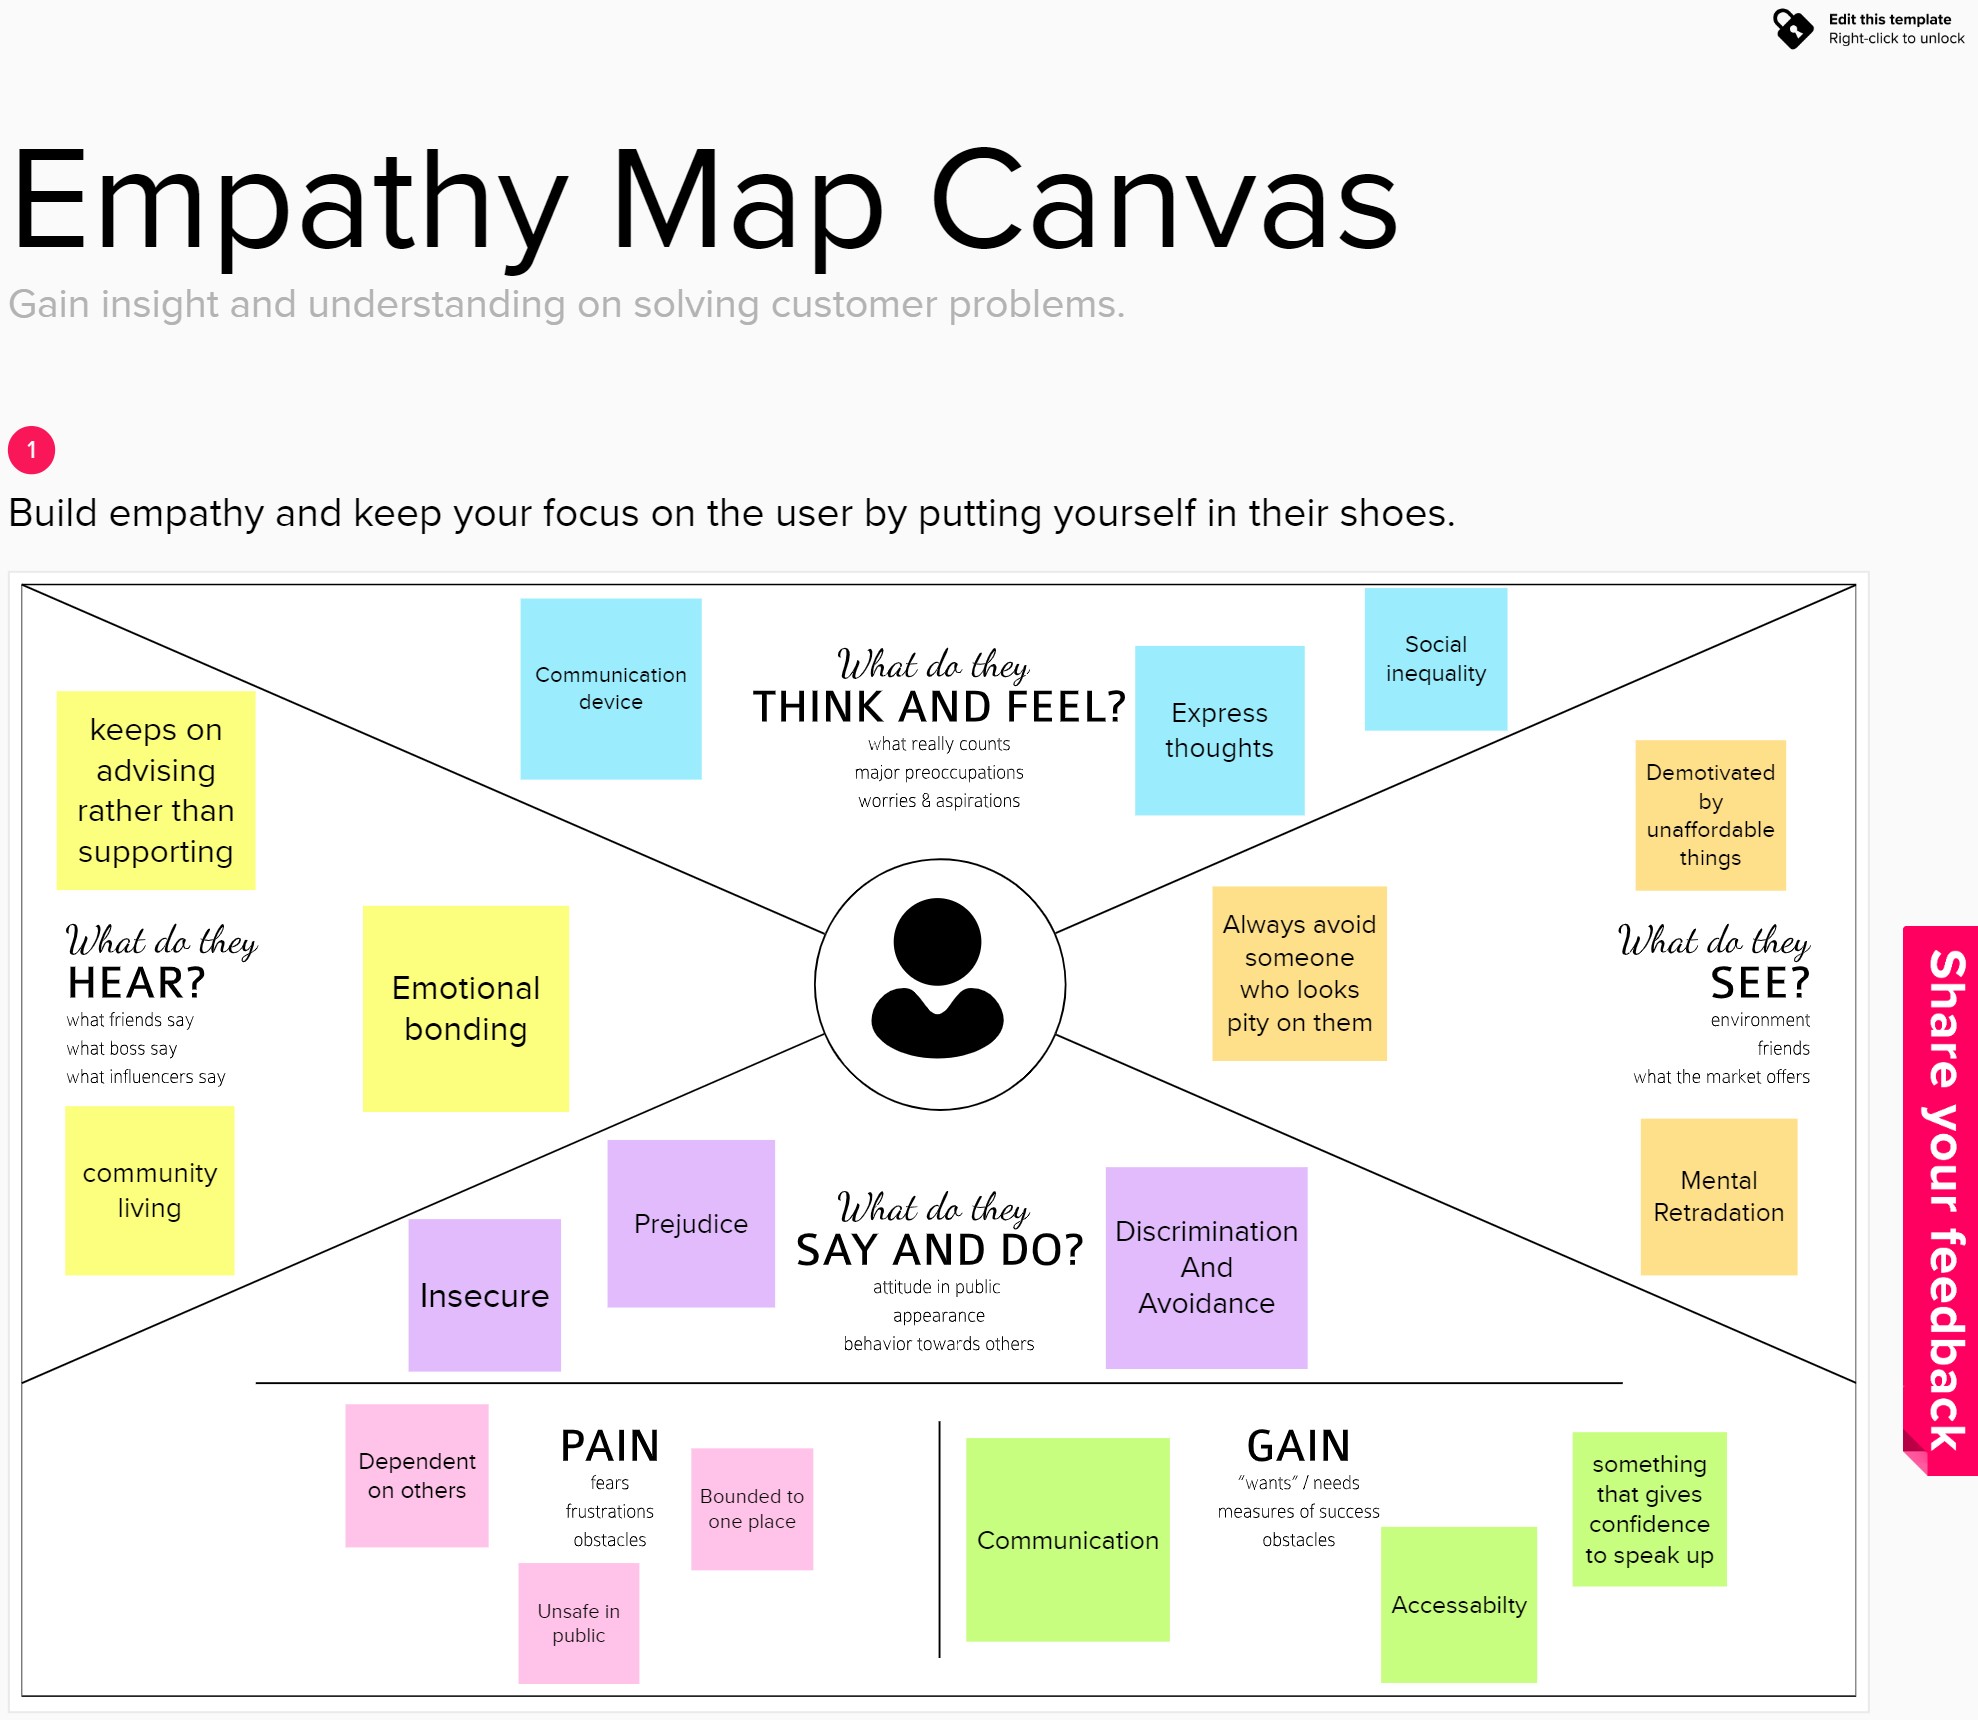 Edit this template
Right-click to unlock
Empathy Map Canvas
Gain insight and understanding on solving customer problems.
1
Build empathy and keep your focus on the user by putting yourself in their shoes.
Communication
device
What do they
THINK AND FEEL?
what really counts
major preoccupations
worries & aspirations
Express
thoughts
Social
inequality
keeps on
advising
rather than
supporting
What do they
HEAR?
what friends say
what boss say
what influencers say
Emotional
bonding
community
living
Demotivated
by
unaffordable
things
Always avoid
someone
who looks
pity on them
What do they
SEE?
environment
friends
what the market offers
Mental
Retradation
Insecure
Prejudice
What do they
SAY AND DO?
attitude in public
appearance
behavior towards others
Discrimination
And
Avoidance
Dependent
on others
PAIN
fears
frustrations
obstacles
Bounded to
one place
Unsafe in
public
Communication
GAIN
“wants” / needs
measures of success
obstacles
Accessabilty
something
that gives
confidence
to speak up
Share your feedback